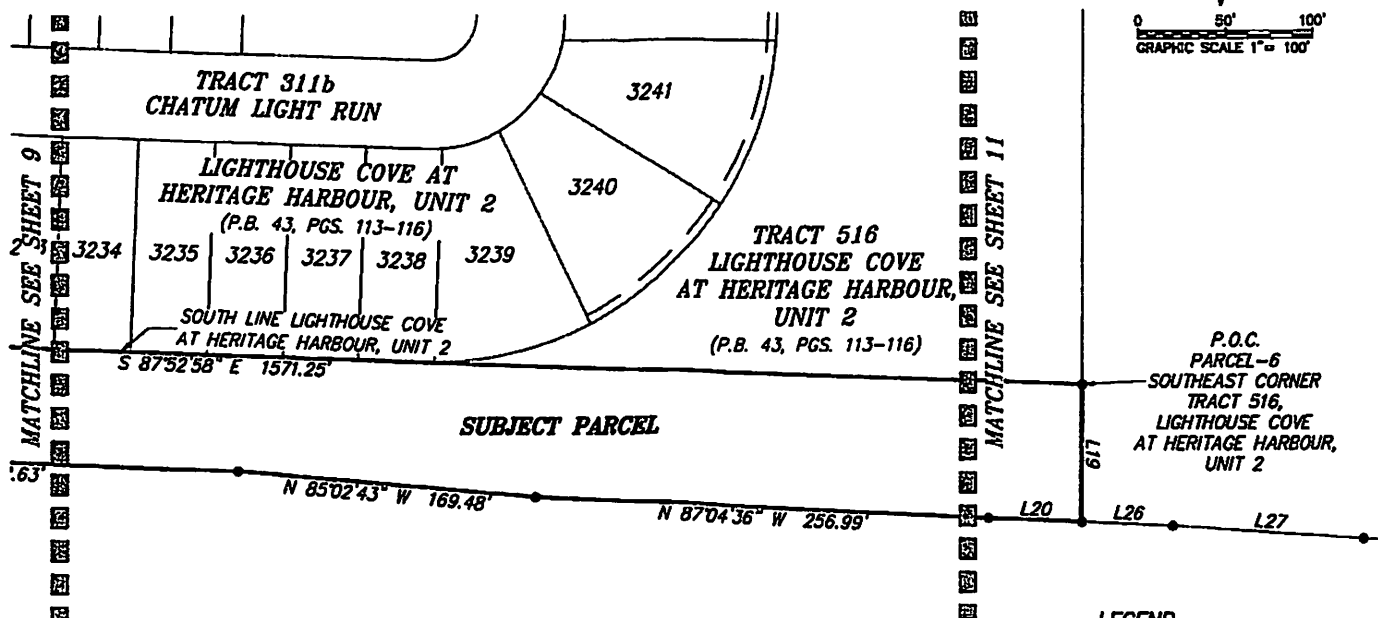 0 50' 100'
GRAPHIC SCALE 1"= 100'
TRACT 311b
CHATUM LIGHT RUN
3241
3240
LIGHTHOUSE COVE AT
HERITAGE HARBOUR, UNIT 2
(P.B. 43, PGS. 113-116)
3234 3235 3236 3237 3238 3239
SOUTH LINE LIGHTHOUSE COVE
AT HERITAGE HARBOUR, UNIT 2
S 87°52'58" E 1571.25'
MATCHLINE SEE SHEET 9
TRACT 516
LIGHTHOUSE COVE
AT HERITAGE HARBOUR,
UNIT 2
(P.B. 43, PGS. 113-116)
MATCHLINE SEE SHEET 11
P.O.C.
PARCEL-6
SOUTHEAST CORNER
TRACT 516,
LIGHTHOUSE COVE
AT HERITAGE HARBOUR,
UNIT 2
SUBJECT PARCEL
L19
.63'
N 85°02'43" W 169.48'
N 87°04'36" W 256.99'
L20
L26
L27
LEGEND